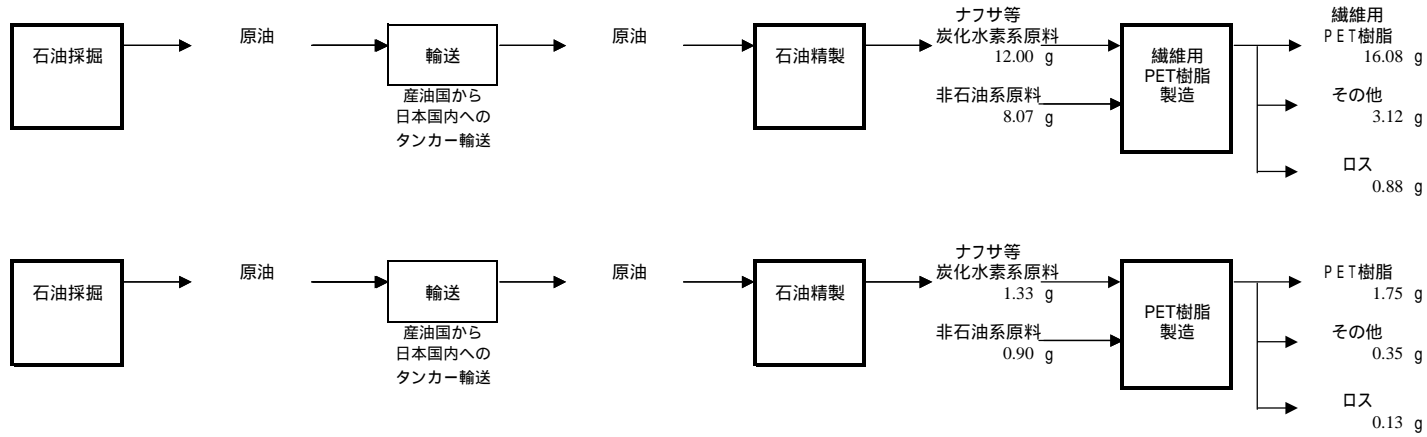 石油採掘
原油
輸送
産油国から
日本国内への
タンカー輸送
原油
石油精製
ナフサ等
炭化水素系原料
12.00 g
非石油系原料
8.07 g
繊維用
PET樹脂
製造
繊維用
PET樹脂
16.08 g
その他
3.12 g
ロス
0.88 g
石油採掘
原油
輸送
産油国から
日本国内への
タンカー輸送
原油
石油精製
ナフサ等
炭化水素系原料
1.33 g
非石油系原料
0.90 g
PET樹脂
製造
PET樹脂
1.75 g
その他
0.35 g
ロス
0.13 g